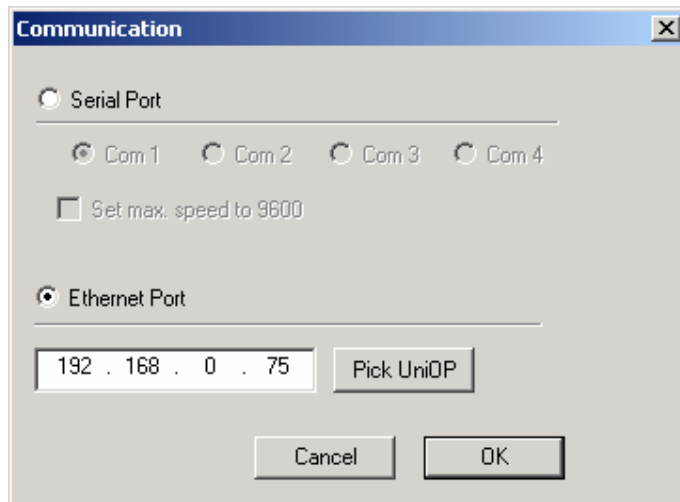 Communication
Serial Port
Com 1 Com 2 Com 3 Com 4
Set max. speed to 9600
Ethernet Port
192 . 168 . 0 . 75 Pick UniOP
Cancel OK